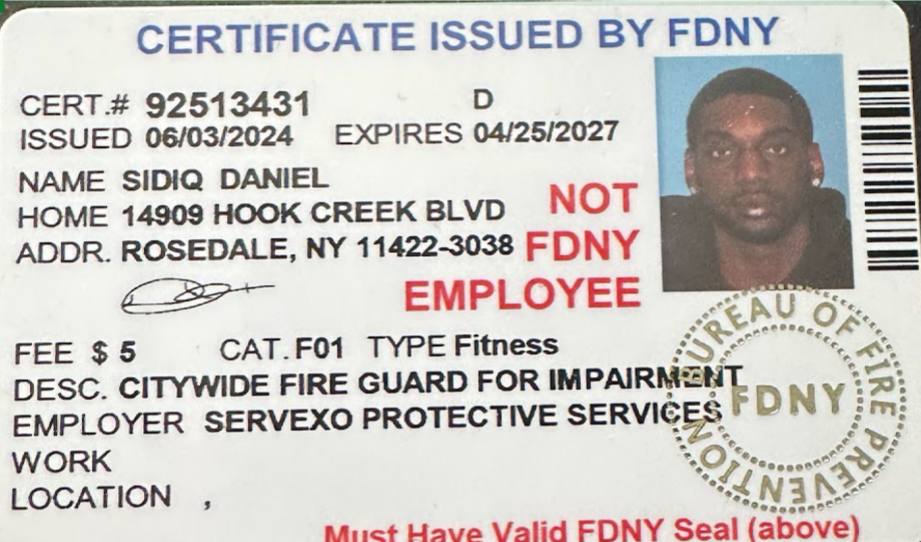 CERTIFICATE ISSUED BY FDNY
CERT.# 92513431 D
ISSUED 06/03/2024 EXPIRES 04/25/2027
NAME SIDIQ DANIEL
HOME 14909 HOOK CREEK BLVD
ADDR. ROSEDALE, NY 11422-3038
NOT
FDNY
EMPLOYEE
FEE $ 5 CAT. F01 TYPE Fitness
DESC. CITYWIDE FIRE GUARD FOR IMPAIRMENT
EMPLOYER SERVEXO PROTECTIVE SERVICES
WORK
LOCATION ,
BUREAU OF FIRE PREVENTION
FDNY
Must Have Valid FDNY Seal (above)